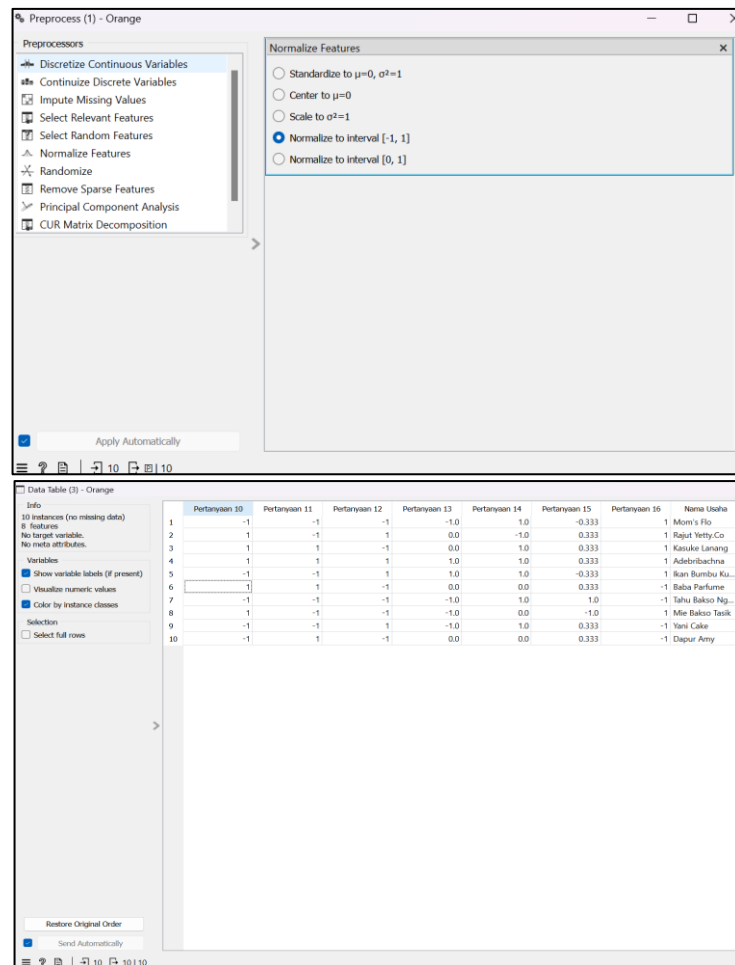 Preprocess (1) - Orange
Preprocessors
Discretize Continuous Variables
Continuize Discrete Variables
Impute Missing Values
Select Relevant Features
Select Random Features
Normalize Features
Randomize
Remove Sparse Features
Principal Component Analysis
CUR Matrix Decomposition
Normalize Features
Standardize to μ=0, σ²=1
Center to μ=0
Scale to σ²=1
Normalize to interval [-1, 1]
Normalize to interval [0, 1]
Apply Automatically
10 10
Data Table (3) - Orange
Info
10 instances (no missing data)
8 features
No target variable.
No meta attributes.
Variables
Show variable labels (if present)
Visualize numeric values
Color by instance classes
Selection
Select full rows
Restore Original Order
Send Automatically
10 10|10
Pertanyaan 10 Pertanyaan 11 Pertanyaan 12 Pertanyaan 13 Pertanyaan 14 Pertanyaan 15 Pertanyaan 16 Nama Usaha
1 -1 -1 -1 -1.0 1.0 -0.333 1 Mom's Flo
2 1 -1 1 0.0 -1.0 0.333 1 Rajut Yetty.Co
3 1 1 -1 0.0 1.0 0.333 1 Kasuke Lanang
4 1 1 -1 1.0 1.0 0.333 1 Adebribachna
5 -1 -1 1 1.0 1.0 -0.333 1 Ikan Bumbu Ku...
6 1 1 -1 0.0 0.0 0.333 -1 Baba Parfume
7 -1 -1 -1 -1.0 1.0 1.0 -1 Tahu Bakso Ng...
8 1 -1 1 -1.0 0.0 -1.0 1 Mie Bakso Tasik
9 -1 -1 1 -1.0 1.0 0.333 -1 Yani Cake
10 -1 1 -1 0.0 0.0 0.333 -1 Dapur Amy